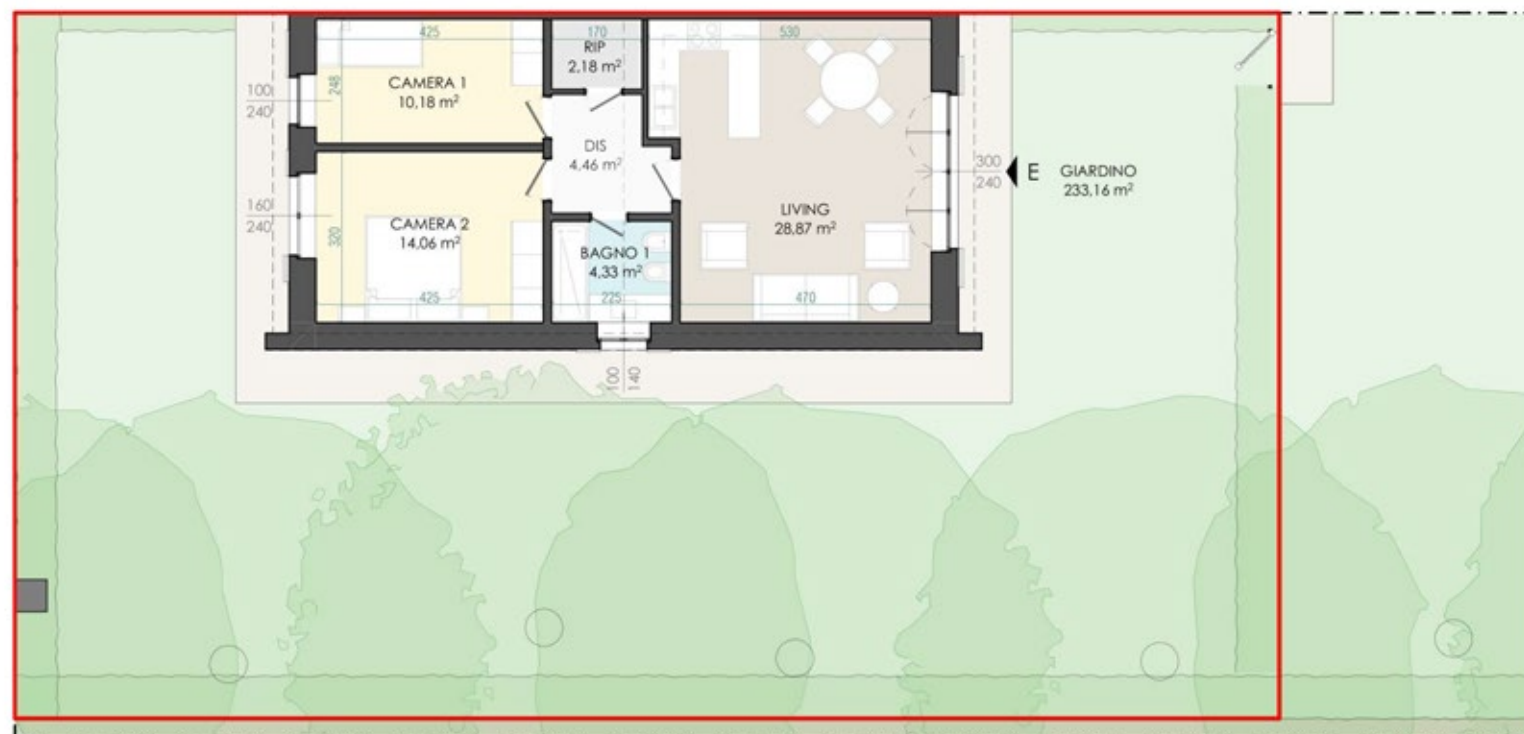 425
170
530
RIP
2,18 m²
CAMERA 1
10,18 m²
248
100
240
DIS
4,46 m²
300
240
E
GIARDINO
233,16 m²
160
240
CAMERA 2
14,06 m²
320
LIVING
28,87 m²
BAGNO 1
4,33 m²
425
225
470
100
140